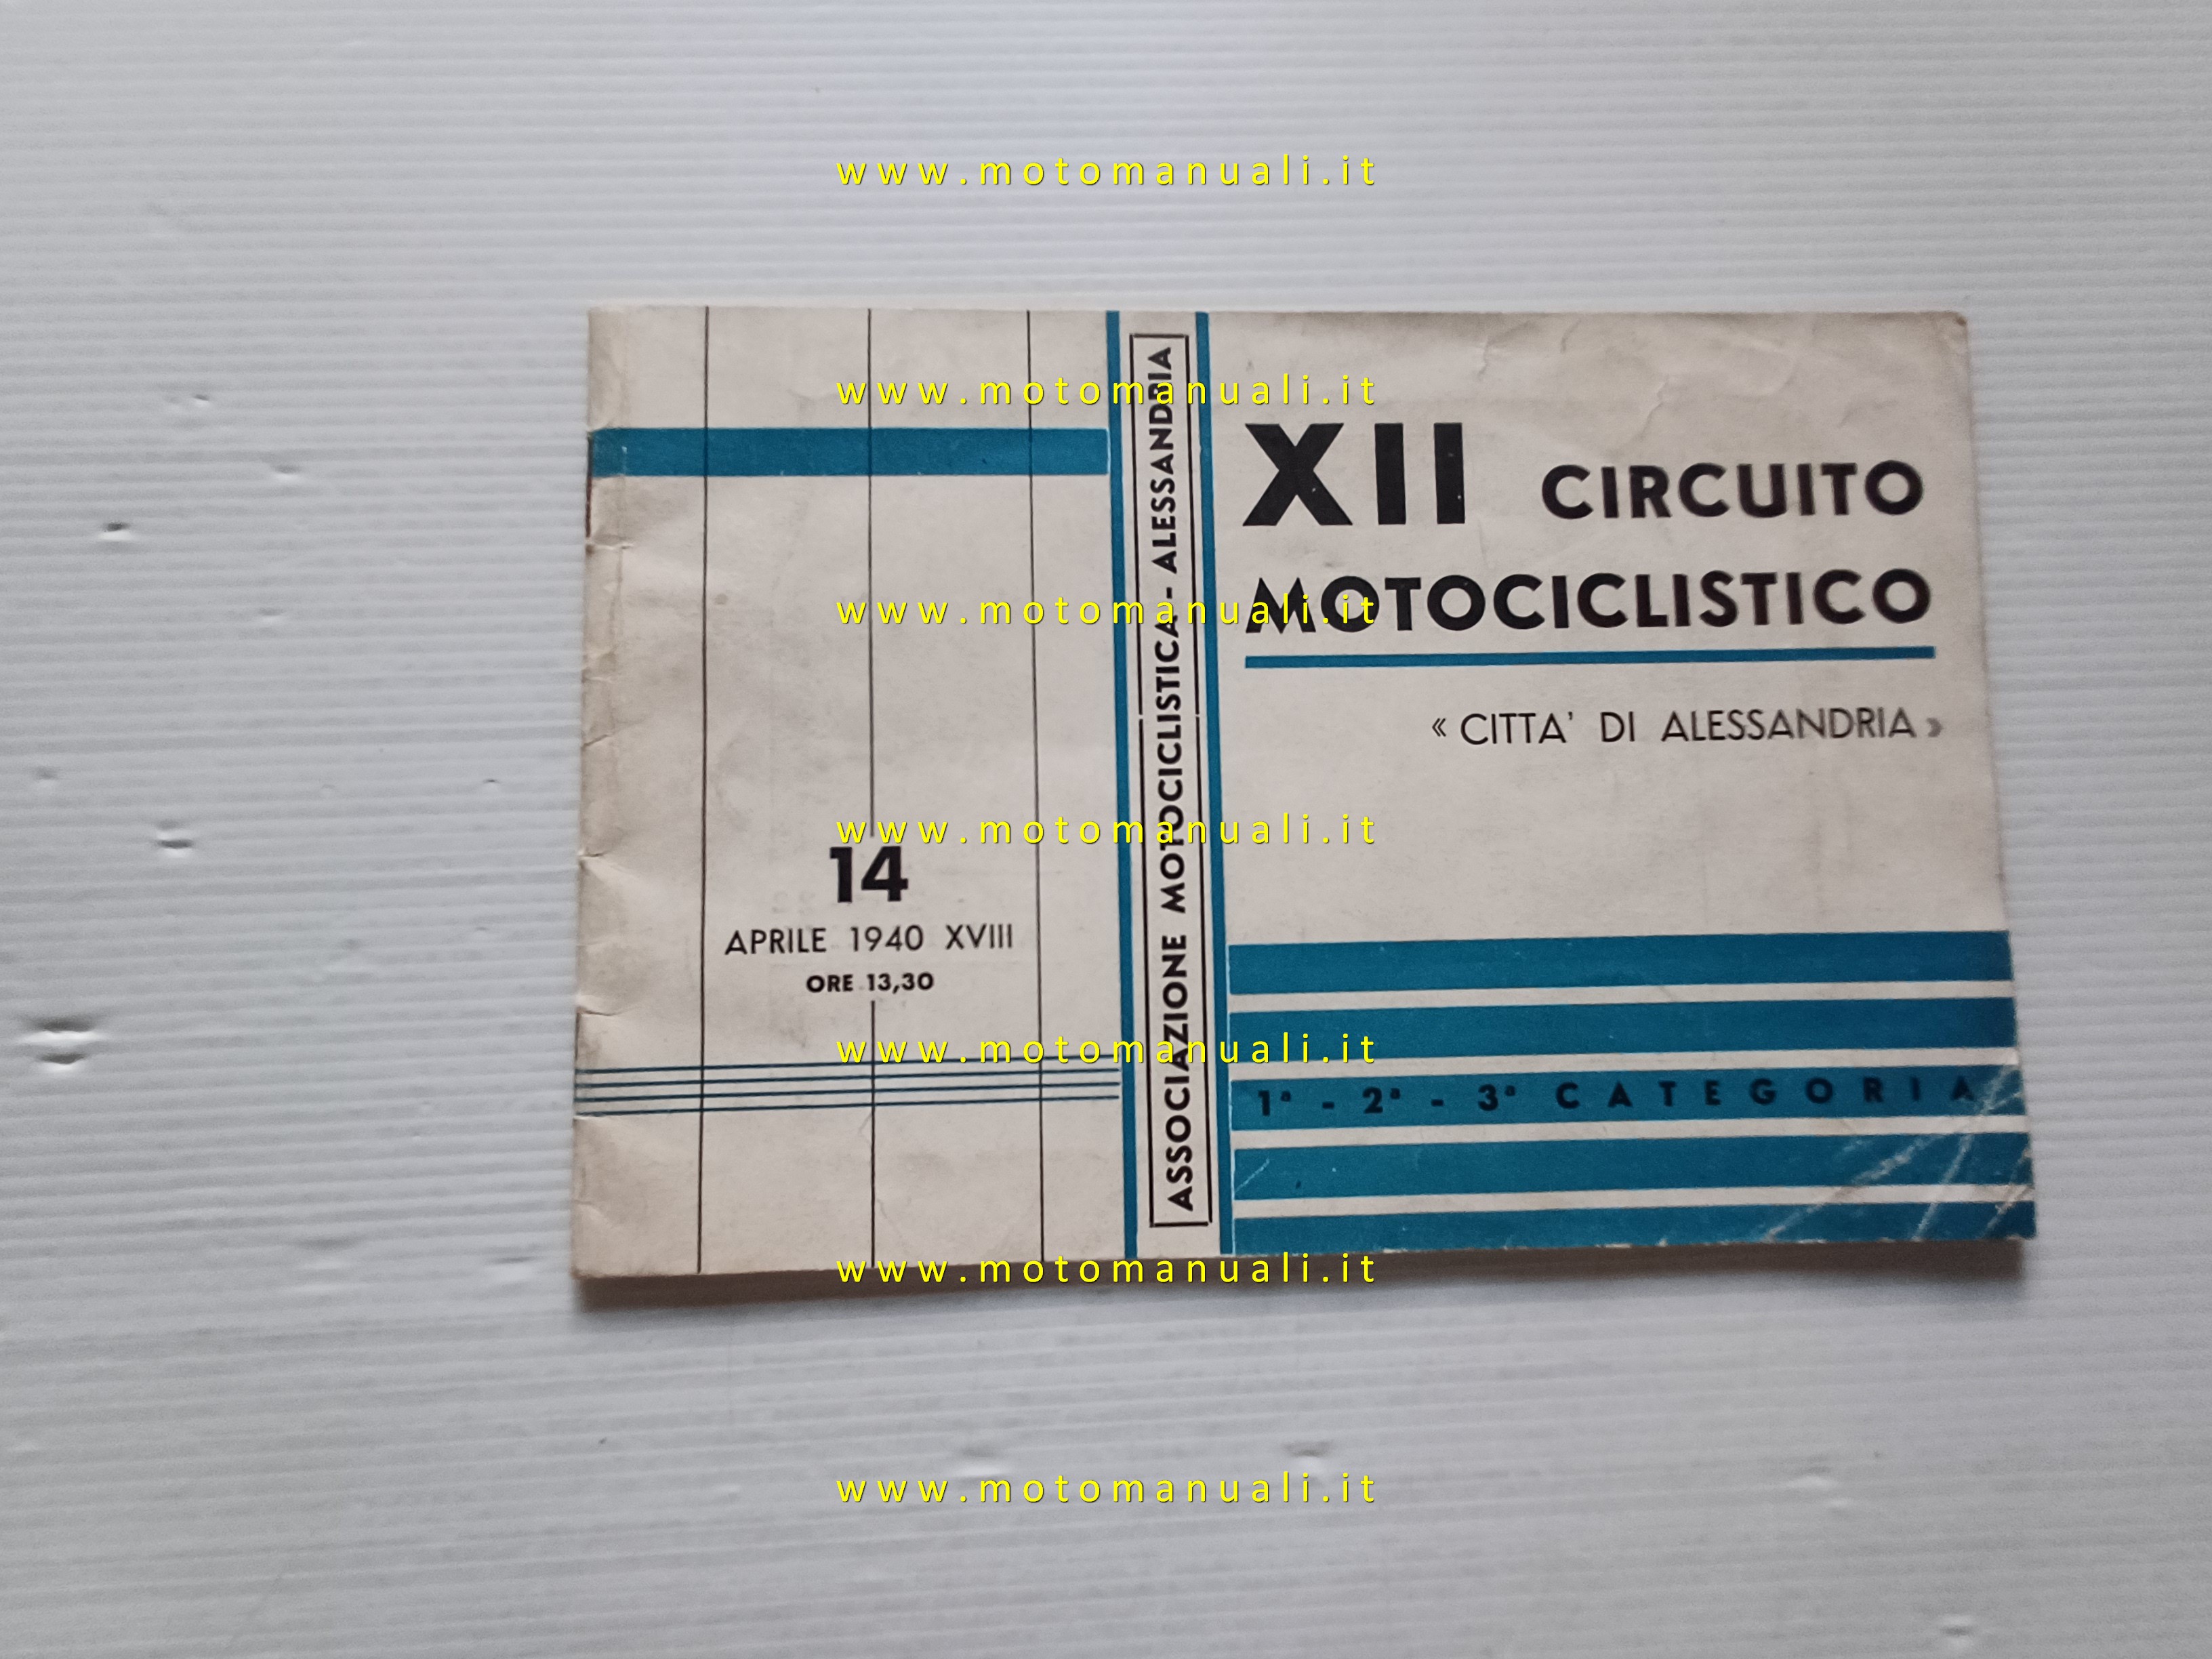 www.motomanuali.it
www.motomanuali.it
www.motomanuali.it
www.motomanuali.it
www.motomanuali.it
www.motomanuali.it
www.motomanuali.it
14
APRILE 1940 XVIII
ORE 13,30
ASSOCIAZIONE MOTOCICLISTICA - ALESSANDRIA
XII CIRCUITO
MOTOCICLISTICO
« CITTA' DI ALESSANDRIA »
1ª - 2ª - 3ª CATEGORIA